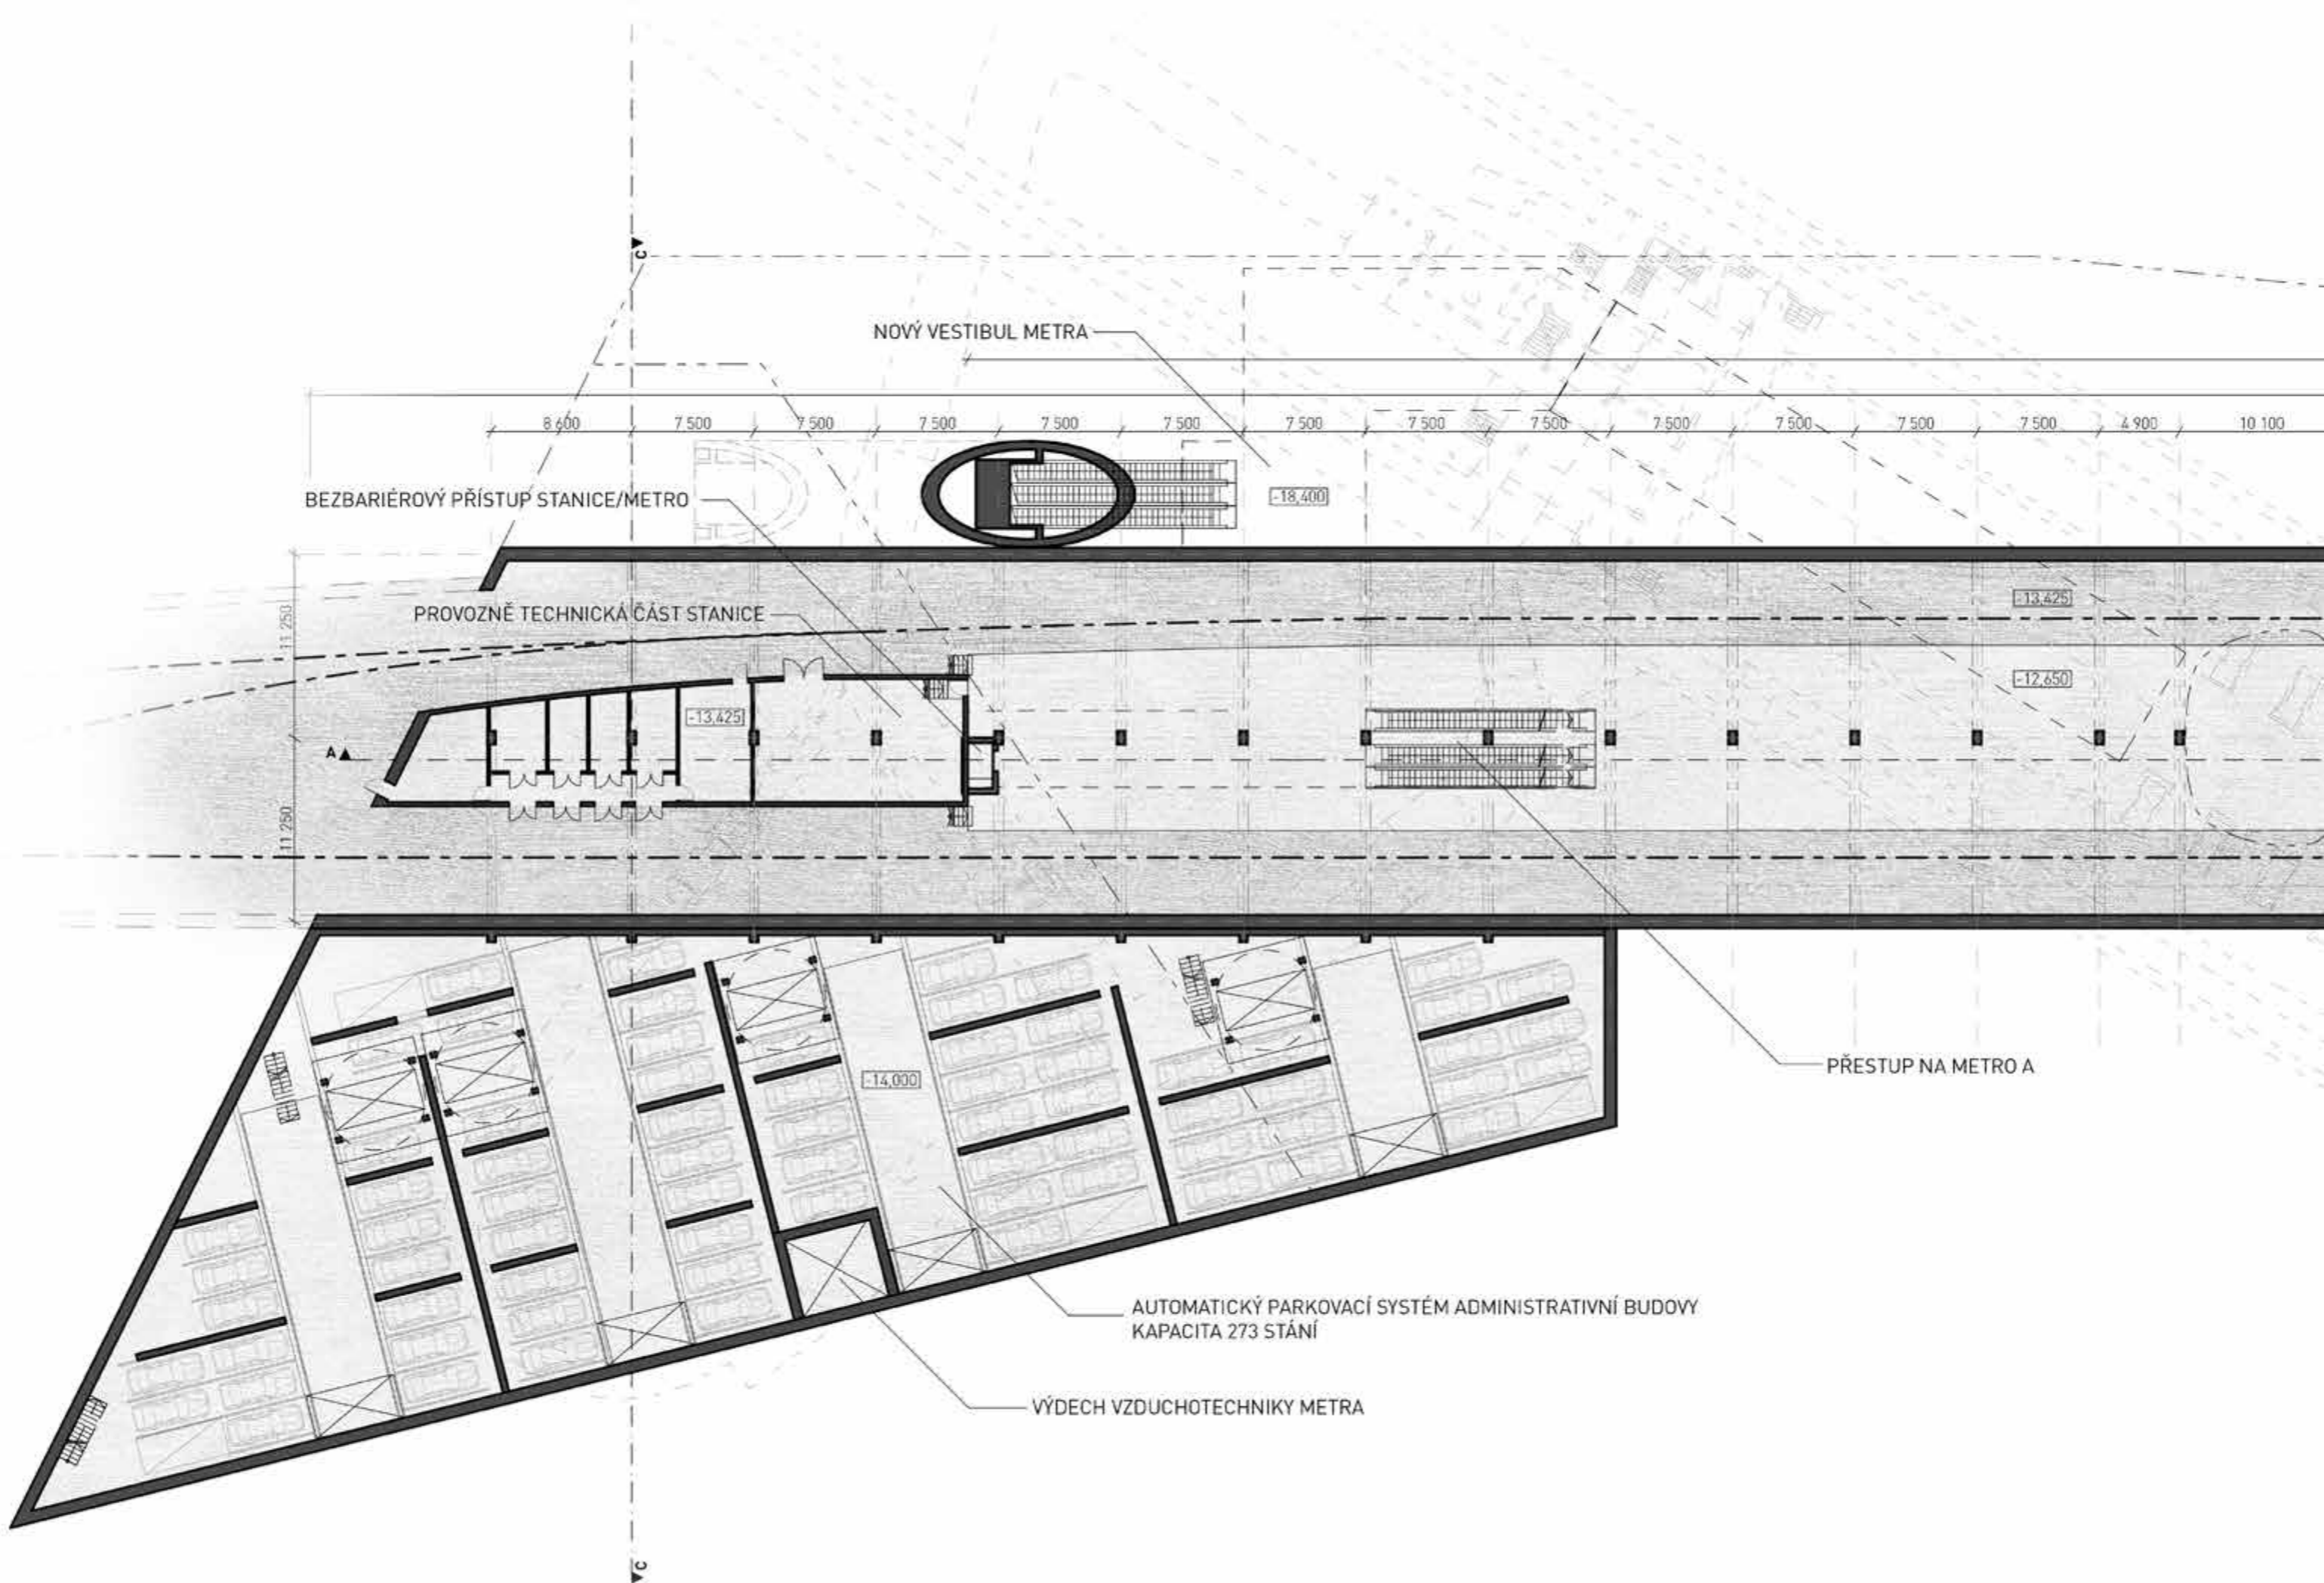 C
NOVÝ VESTIBUL METRA
8 600 7 500 7 500 7 500 7 500 7 500 7 500 7 500 7 500 7 500 7 500 7 500 7 500 4 900 10 100
BEZBARIÉROVÝ PŘÍSTUP STANICE/METRO
-18,400
-13,425
PROVOZNĚ TECHNICKÁ ČÁST STANICE
11 250
-12,650
-13,425
A
11 250
PŘESTUP NA METRO A
-14,000
AUTOMATICKÝ PARKOVACÍ SYSTÉM ADMINISTRATIVNÍ BUDOVY
KAPACITA 273 STÁNÍ
VÝDECH VZDUCHOTECHNIKY METRA
C